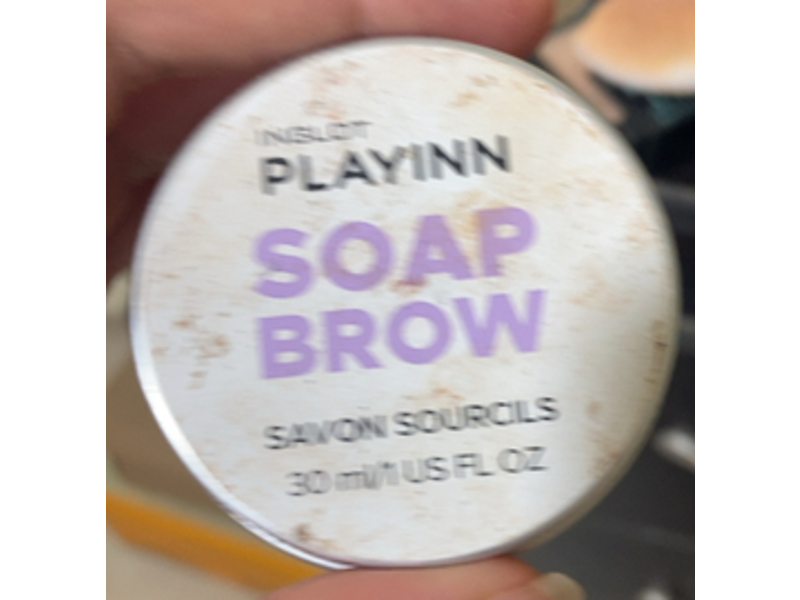 INGLOT
PLAYINN
SOAP
BROW
SAVON SOURCILS
30 ml/1 US FL OZ